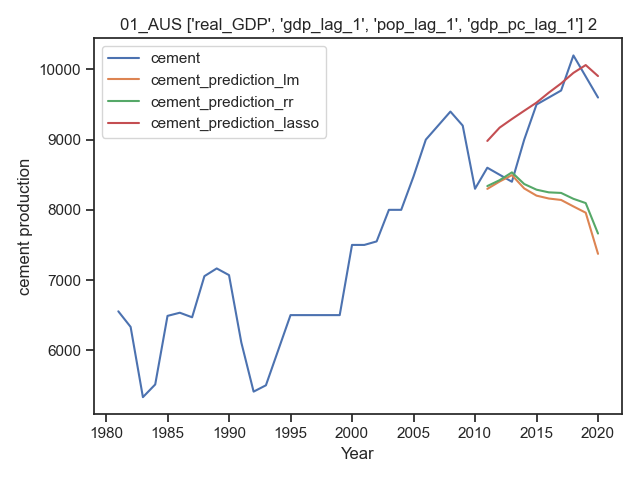 01_AUS ['real_GDP', 'gdp_lag_1', 'pop_lag_1', 'gdp_pc_lag_1'] 2
cement
cement_prediction_lm
cement_prediction_rr
cement_prediction_lasso
10000
9000
8000
7000
6000
cement production
1980 1985 1990 1995 2000 2005 2010 2015 2020
Year